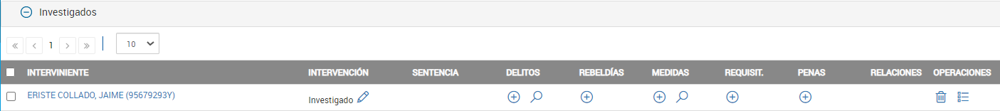 Investigados
« ‹ 1 › » 10
INTERVINIENTE INTERVENCIÓN SENTENCIA DELITOS REBELDÍAS MEDIDAS REQUISIT. PENAS RELACIONES OPERACIONES
ERISTE COLLADO, JAIME (95679293Y) Investigado